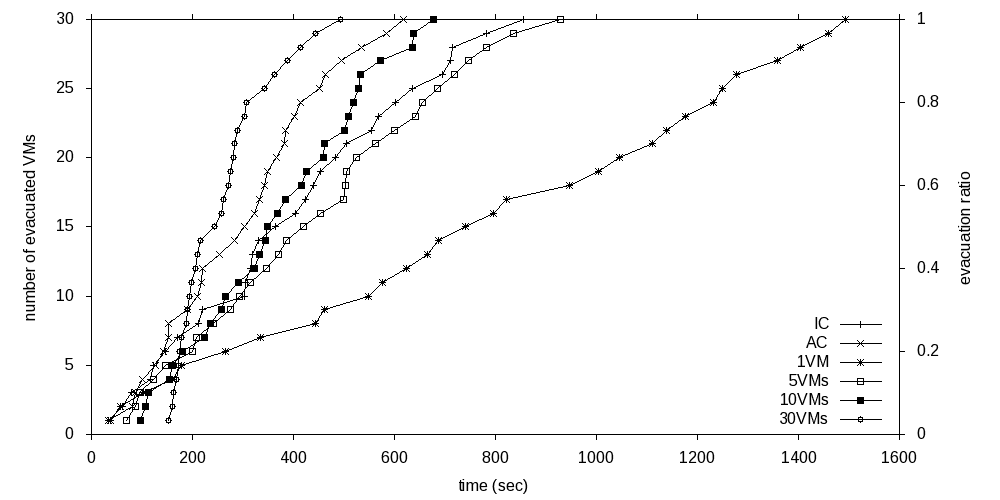 30
25
20
15
10
5
0
1
0.8
0.6
0.4
0.2
0
number of evacuated VMs
evacuation ratio
IC
AC
1VM
5VMs
10VMs
30VMs
0 200 400 600 800 1000 1200 1400 1600
time (sec)